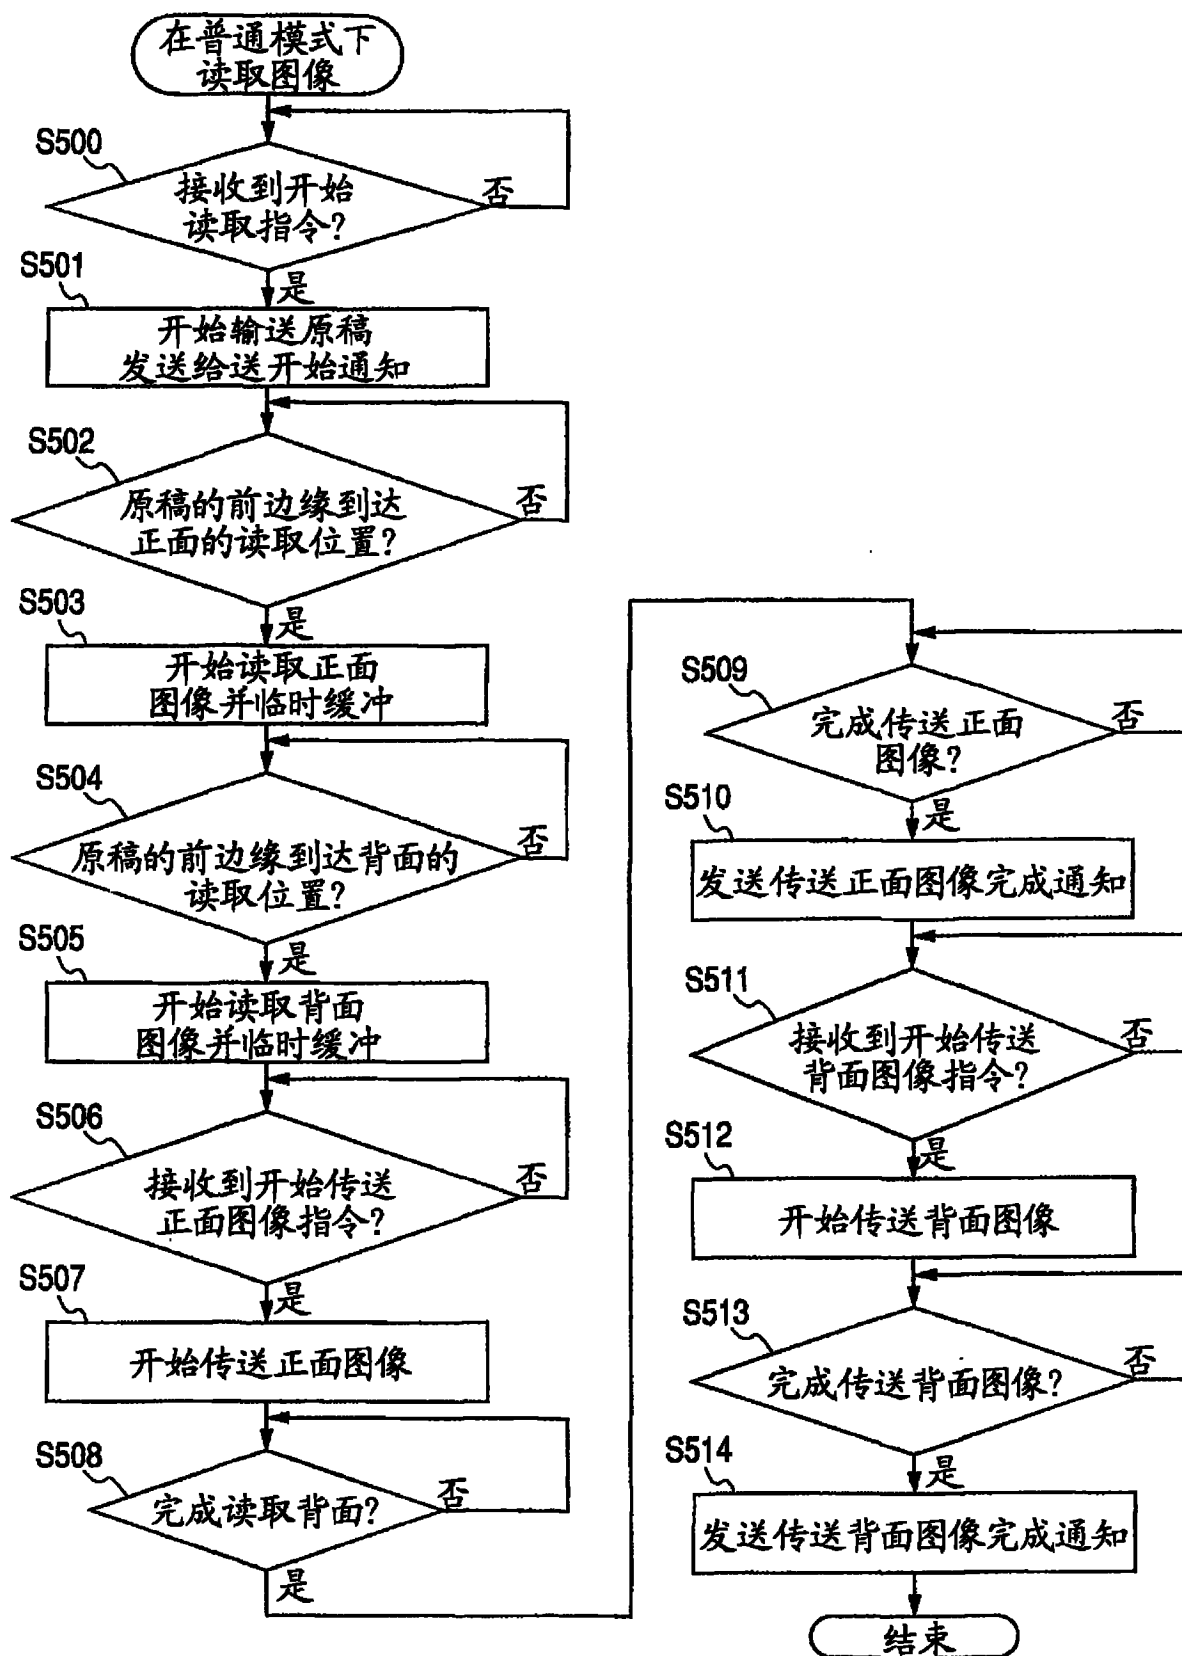 在普通模式下
读取图像
S500
接收到开始
读取指令?
否
是
S501
开始输送原稿
发送给送开始通知
S502
原稿的前边缘到达
正面的读取位置?
否
是
S503
开始读取正面
图像并临时缓冲
S504
原稿的前边缘到达背面的
读取位置?
否
是
S505
开始读取背面
图像并临时缓冲
S506
接收到开始传送
正面图像指令?
否
是
S507
开始传送正面图像
S508
完成读取背面?
否
是
S509
完成传送正面
图像?
否
是
S510
发送传送正面图像完成通知
S511
接收到开始传送
背面图像指令?
否
是
S512
开始传送背面图像
S513
完成传送背面图像?
否
是
S514
发送传送背面图像完成通知
结束